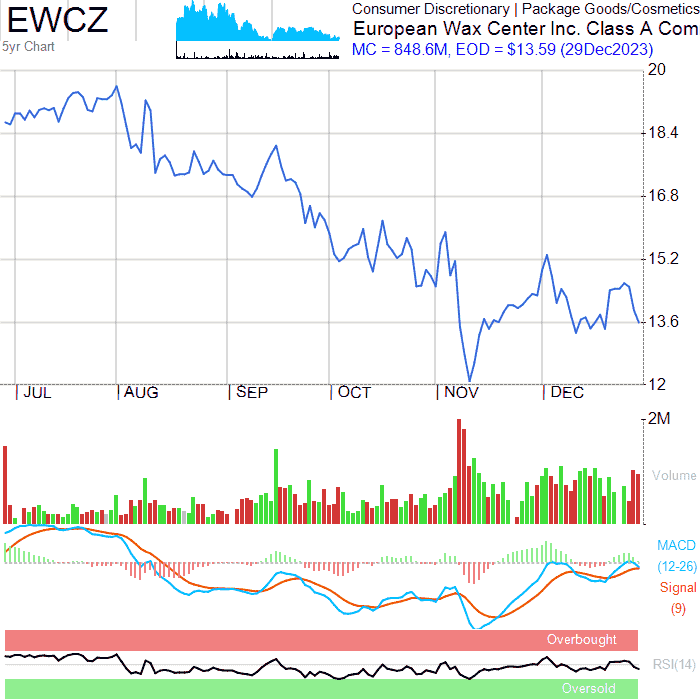 EWCZ
5yr Chart
Consumer Discretionary | Package Goods/Cosmetics
European Wax Center Inc. Class A Com
MC = 848.6M, EOD = $13.59 (29Dec2023)
20
18.4
16.8
15.2
13.6
12
JUL AUG SEP OCT NOV DEC
2M
Volume
MACD
(12-26)
Signal
(9)
Overbought
RSI(14)
Oversold